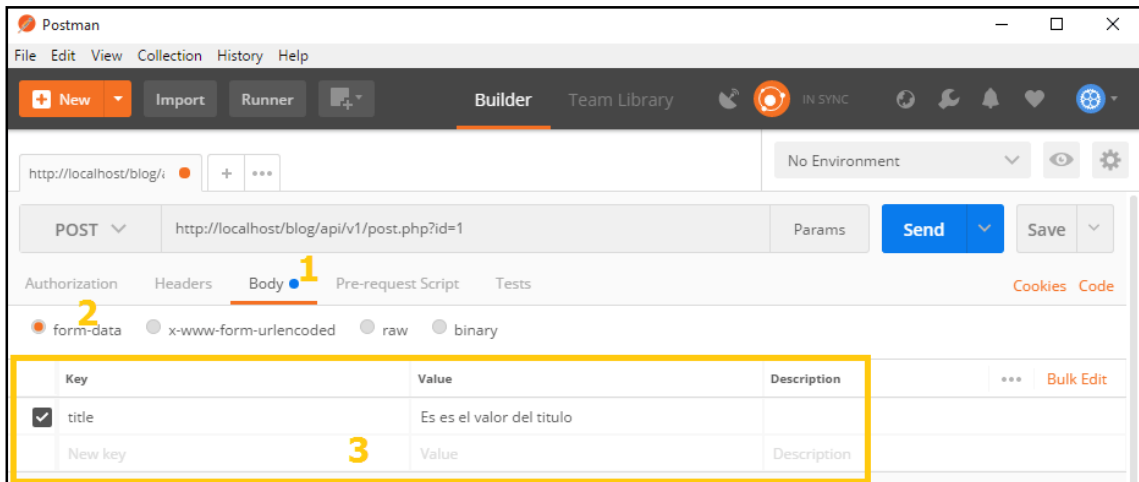 Postman
File Edit View Collection History Help
New Import Runner Builder Team Library IN SYNC
No Environment
http://localhost/blog/a + •••
POST http://localhost/blog/api/v1/post.php?id=1 Params Send Save
1
Authorization Headers Body Pre-request Script Tests Cookies Code
2
form-data x-www-form-urlencoded raw binary
Key Value Description ••• Bulk Edit
title Es es el valor del titulo
New key 3 Value Description